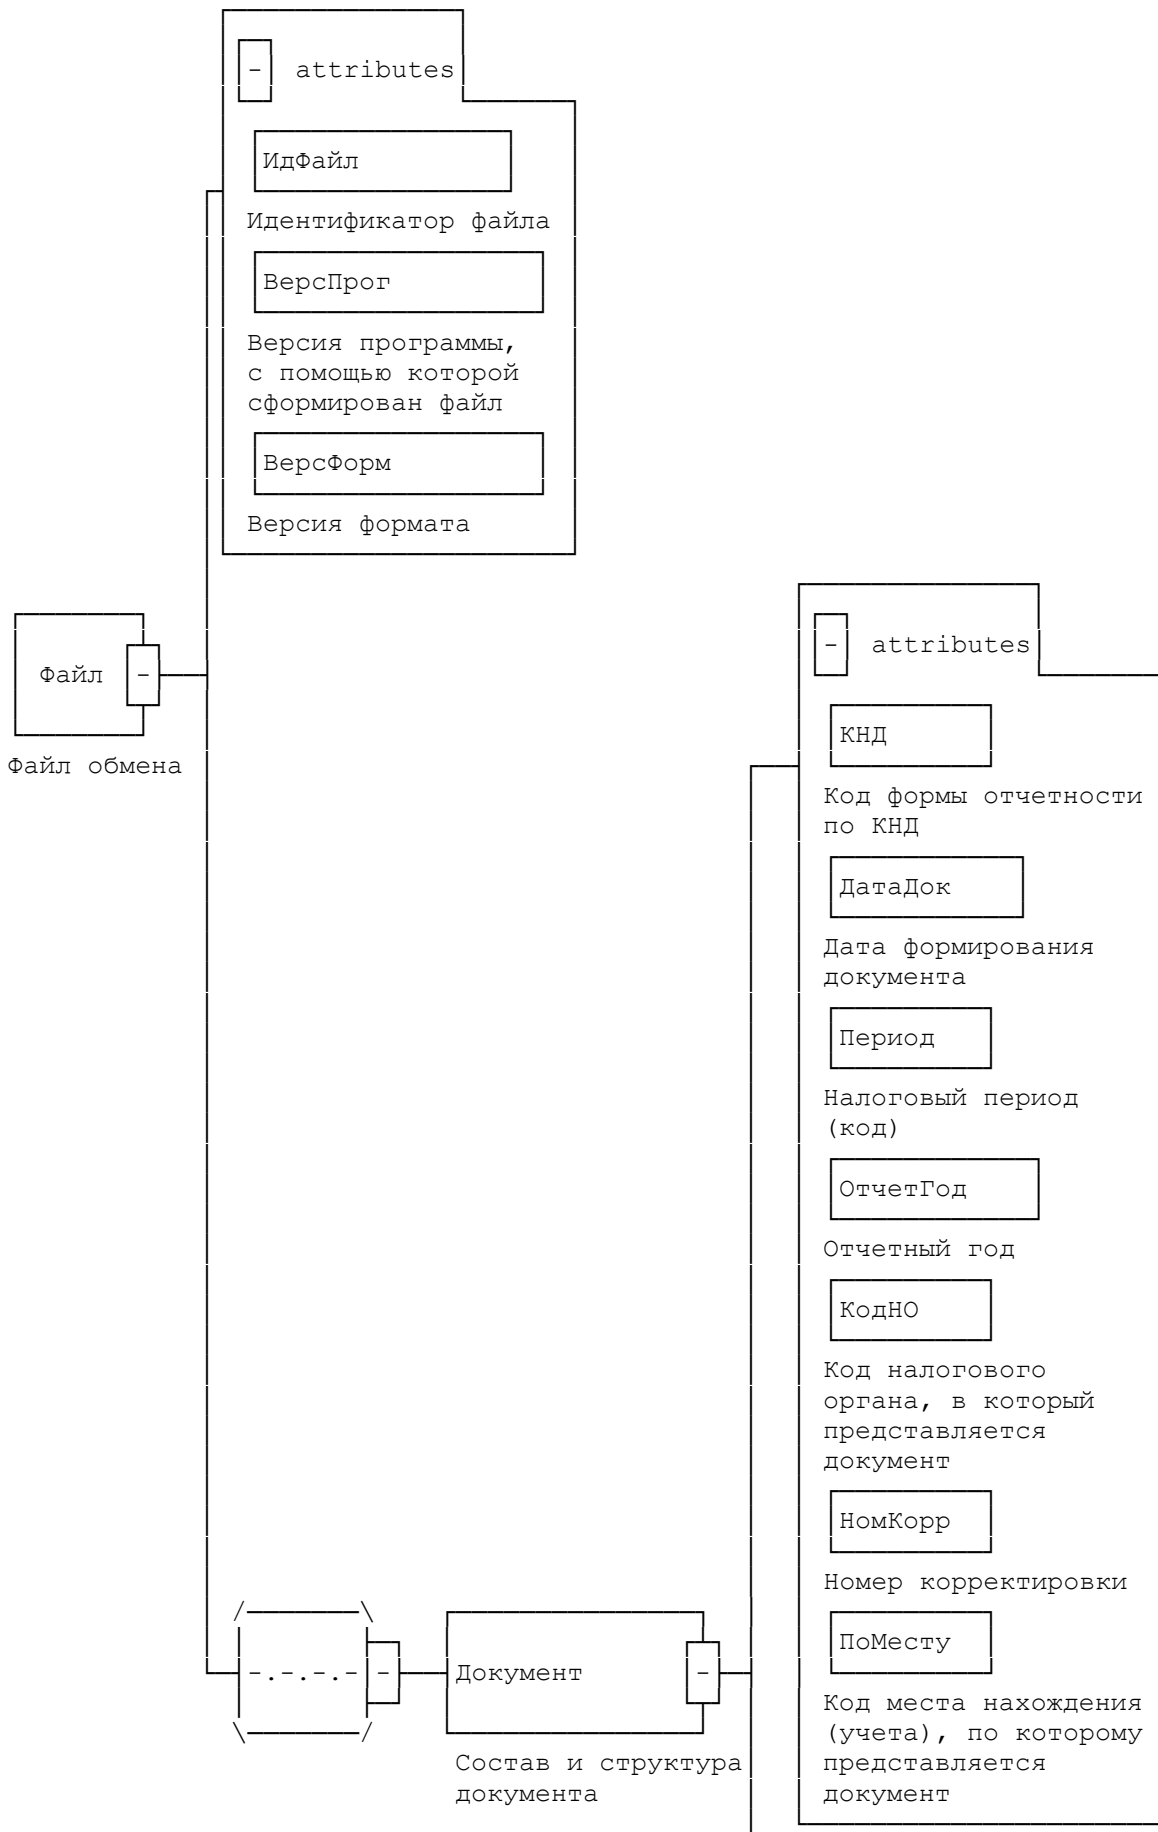 - attributes
ИдФайл
Идентификатор файла
ВерсПрог
Версия программы,
с помощью которой
сформирован файл
ВерсФорм
Версия формата
Файл -
Файл обмена
- attributes
КНД
Код формы отчетности
по КНД
ДатаДок
Дата формирования
документа
Период
Налоговый период
(код)
ОтчетГод
Отчетный год
КодНО
Код налогового
органа, в который
представляется
документ
НомКорр
Номер корректировки
ПоМесту
Код места нахождения
(учета), по которому
представляется
документ
-.-.-.- -
Документ -
Состав и структура
документа